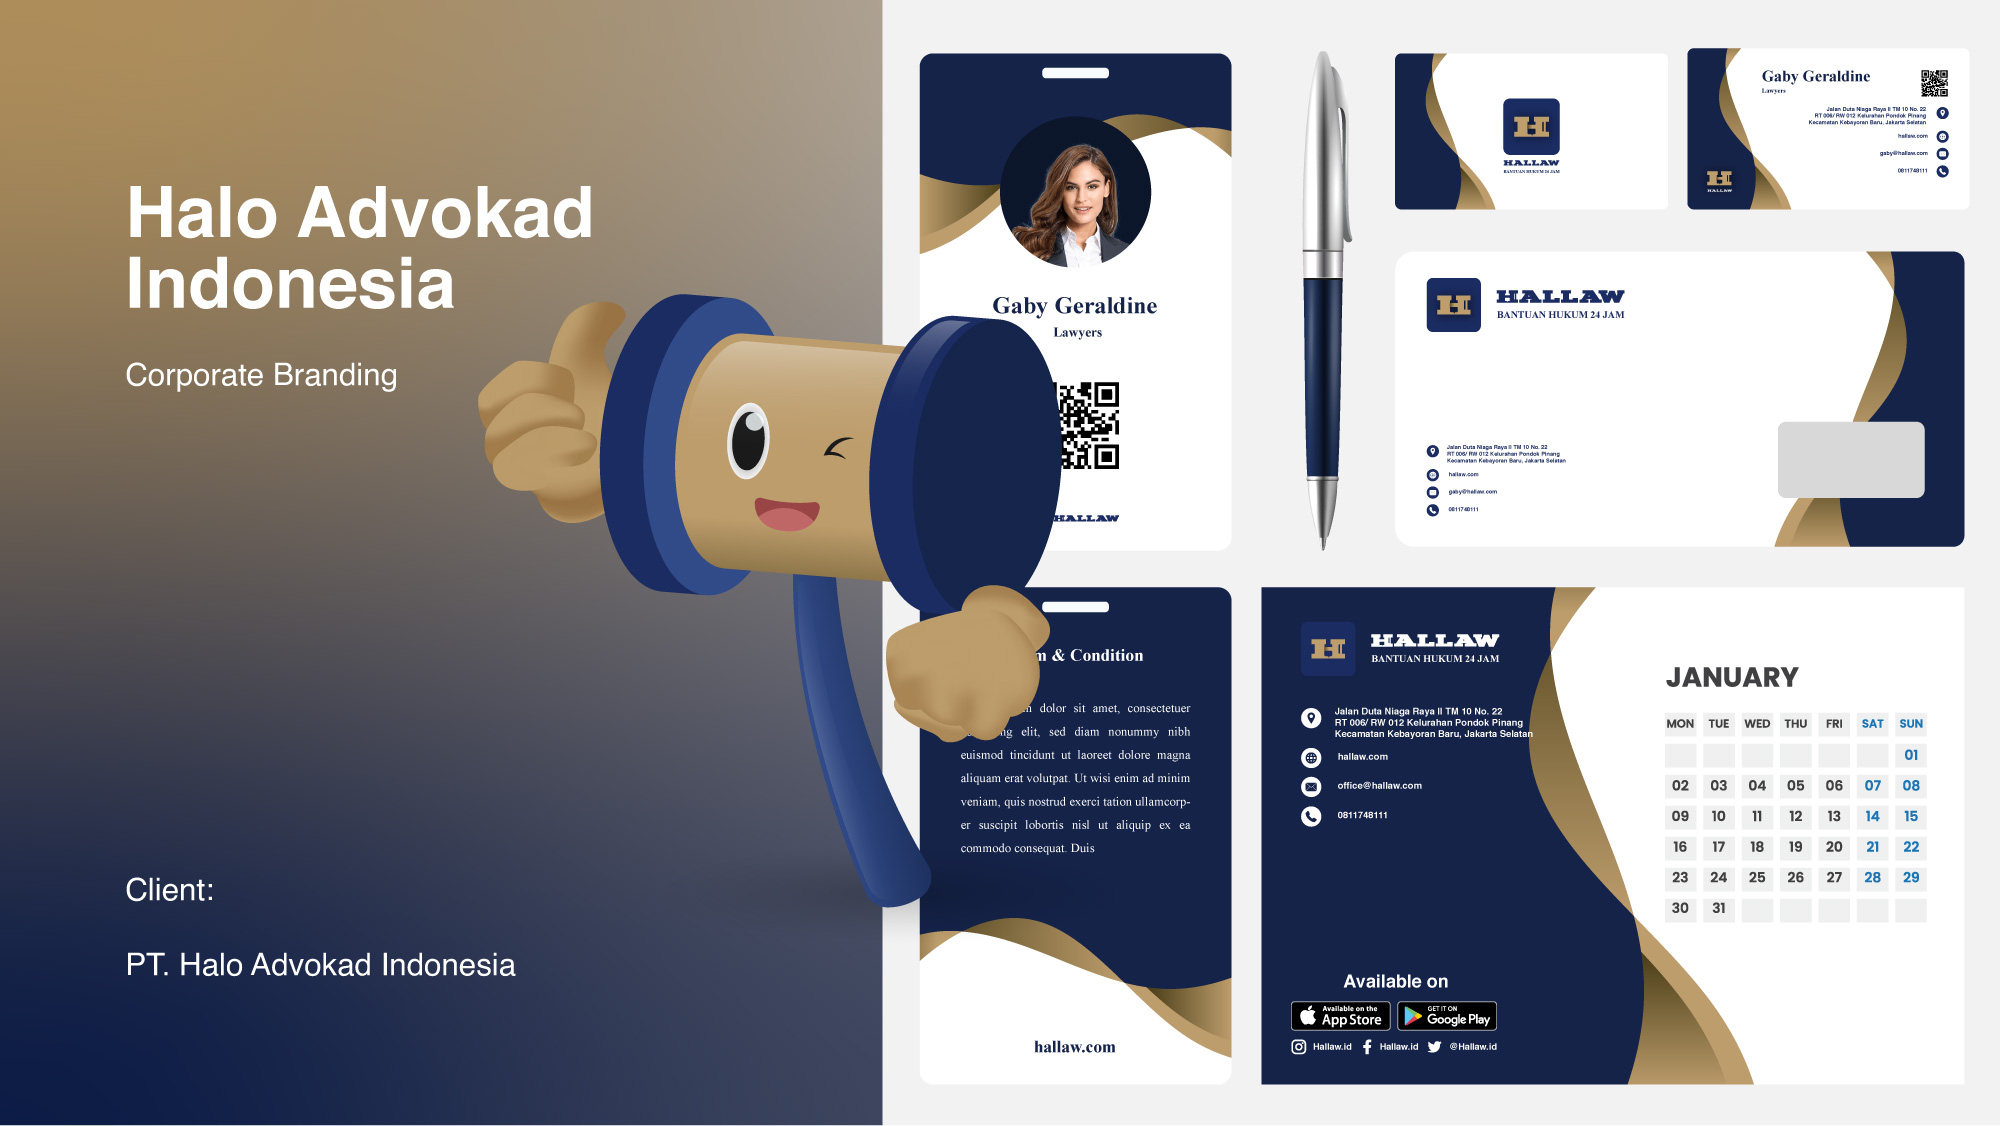 Halo Advokad
Indonesia
Corporate Branding
Client:
PT. Halo Advokad Indonesia
Gaby Geraldine
Lawyers
HALLAW
& Condition
dolor sit amet, consectetuer
elit, sed diam nonummy nibh
euismod tincidunt ut laoreet dolore magna
aliquam erat volutpat. Ut wisi enim ad minim
veniam, quis nostrud exerci tation ullamcorp-
er suscipit lobortis nisl ut aliquip ex ea
commodo consequat. Duis
hallaw.com
H
HALLAW
BANTUAN HUKUM 24 JAM
Gaby Geraldine
Lawyers
Jalan Duta Niaga Raya II TM 10 No. 22
RT 006/ RW 012 Kelurahan Pondok Pinang
Kecamatan Kebayoran Baru, Jakarta Selatan
hallaw.com
gaby@hallaw.com
0811748111
H
HALLAW
H
HALLAW
BANTUAN HUKUM 24 JAM
Jalan Duta Niaga Raya II TM 10 No. 22
RT 006/ RW 012 Kelurahan Pondok Pinang
Kecamatan Kebayoran Baru, Jakarta Selatan
hallaw.com
gaby@hallaw.com
0811748111
H
HALLAW
BANTUAN HUKUM 24 JAM
Jalan Duta Niaga Raya II TM 10 No. 22
RT 006/ RW 012 Kelurahan Pondok Pinang
Kecamatan Kebayoran Baru, Jakarta Selatan
hallaw.com
office@hallaw.com
0811748111
Available on
Available on the
App Store
GET IT ON
Google Play
Hallaw.id Hallaw.id @Hallaw.id
JANUARY
MON TUE WED THU FRI SAT SUN
01
02 03 04 05 06 07 08
09 10 11 12 13 14 15
16 17 18 19 20 21 22
23 24 25 26 27 28 29
30 31